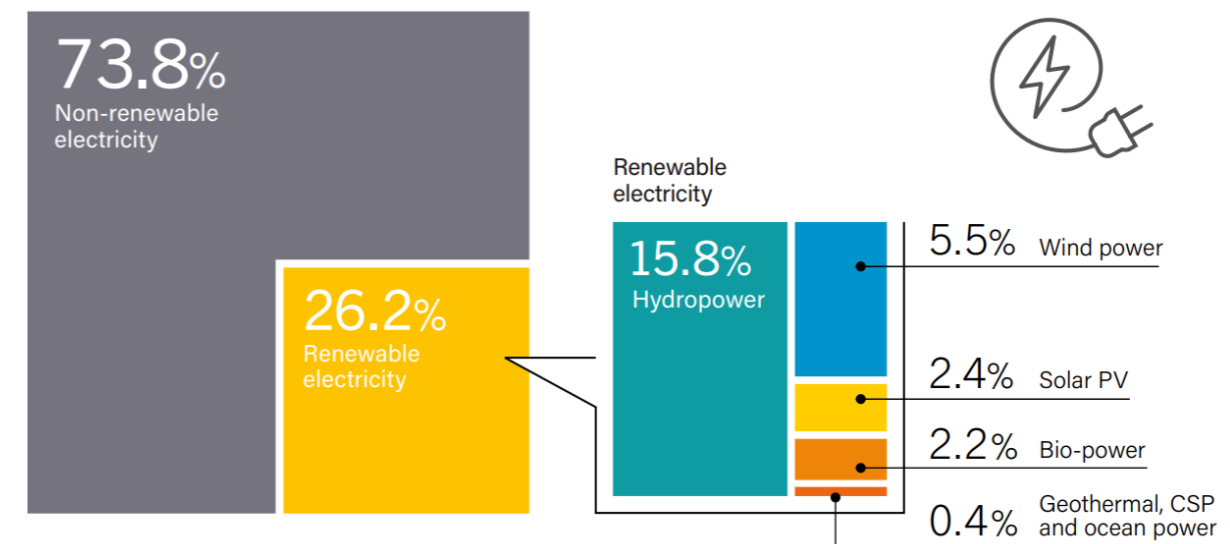 73.8%
Non-renewable
electricity
26.2%
Renewable
electricity
Renewable
electricity
15.8%
Hydropower
5.5% Wind power
2.4% Solar PV
2.2% Bio-power
0.4% Geothermal, CSP
and ocean power